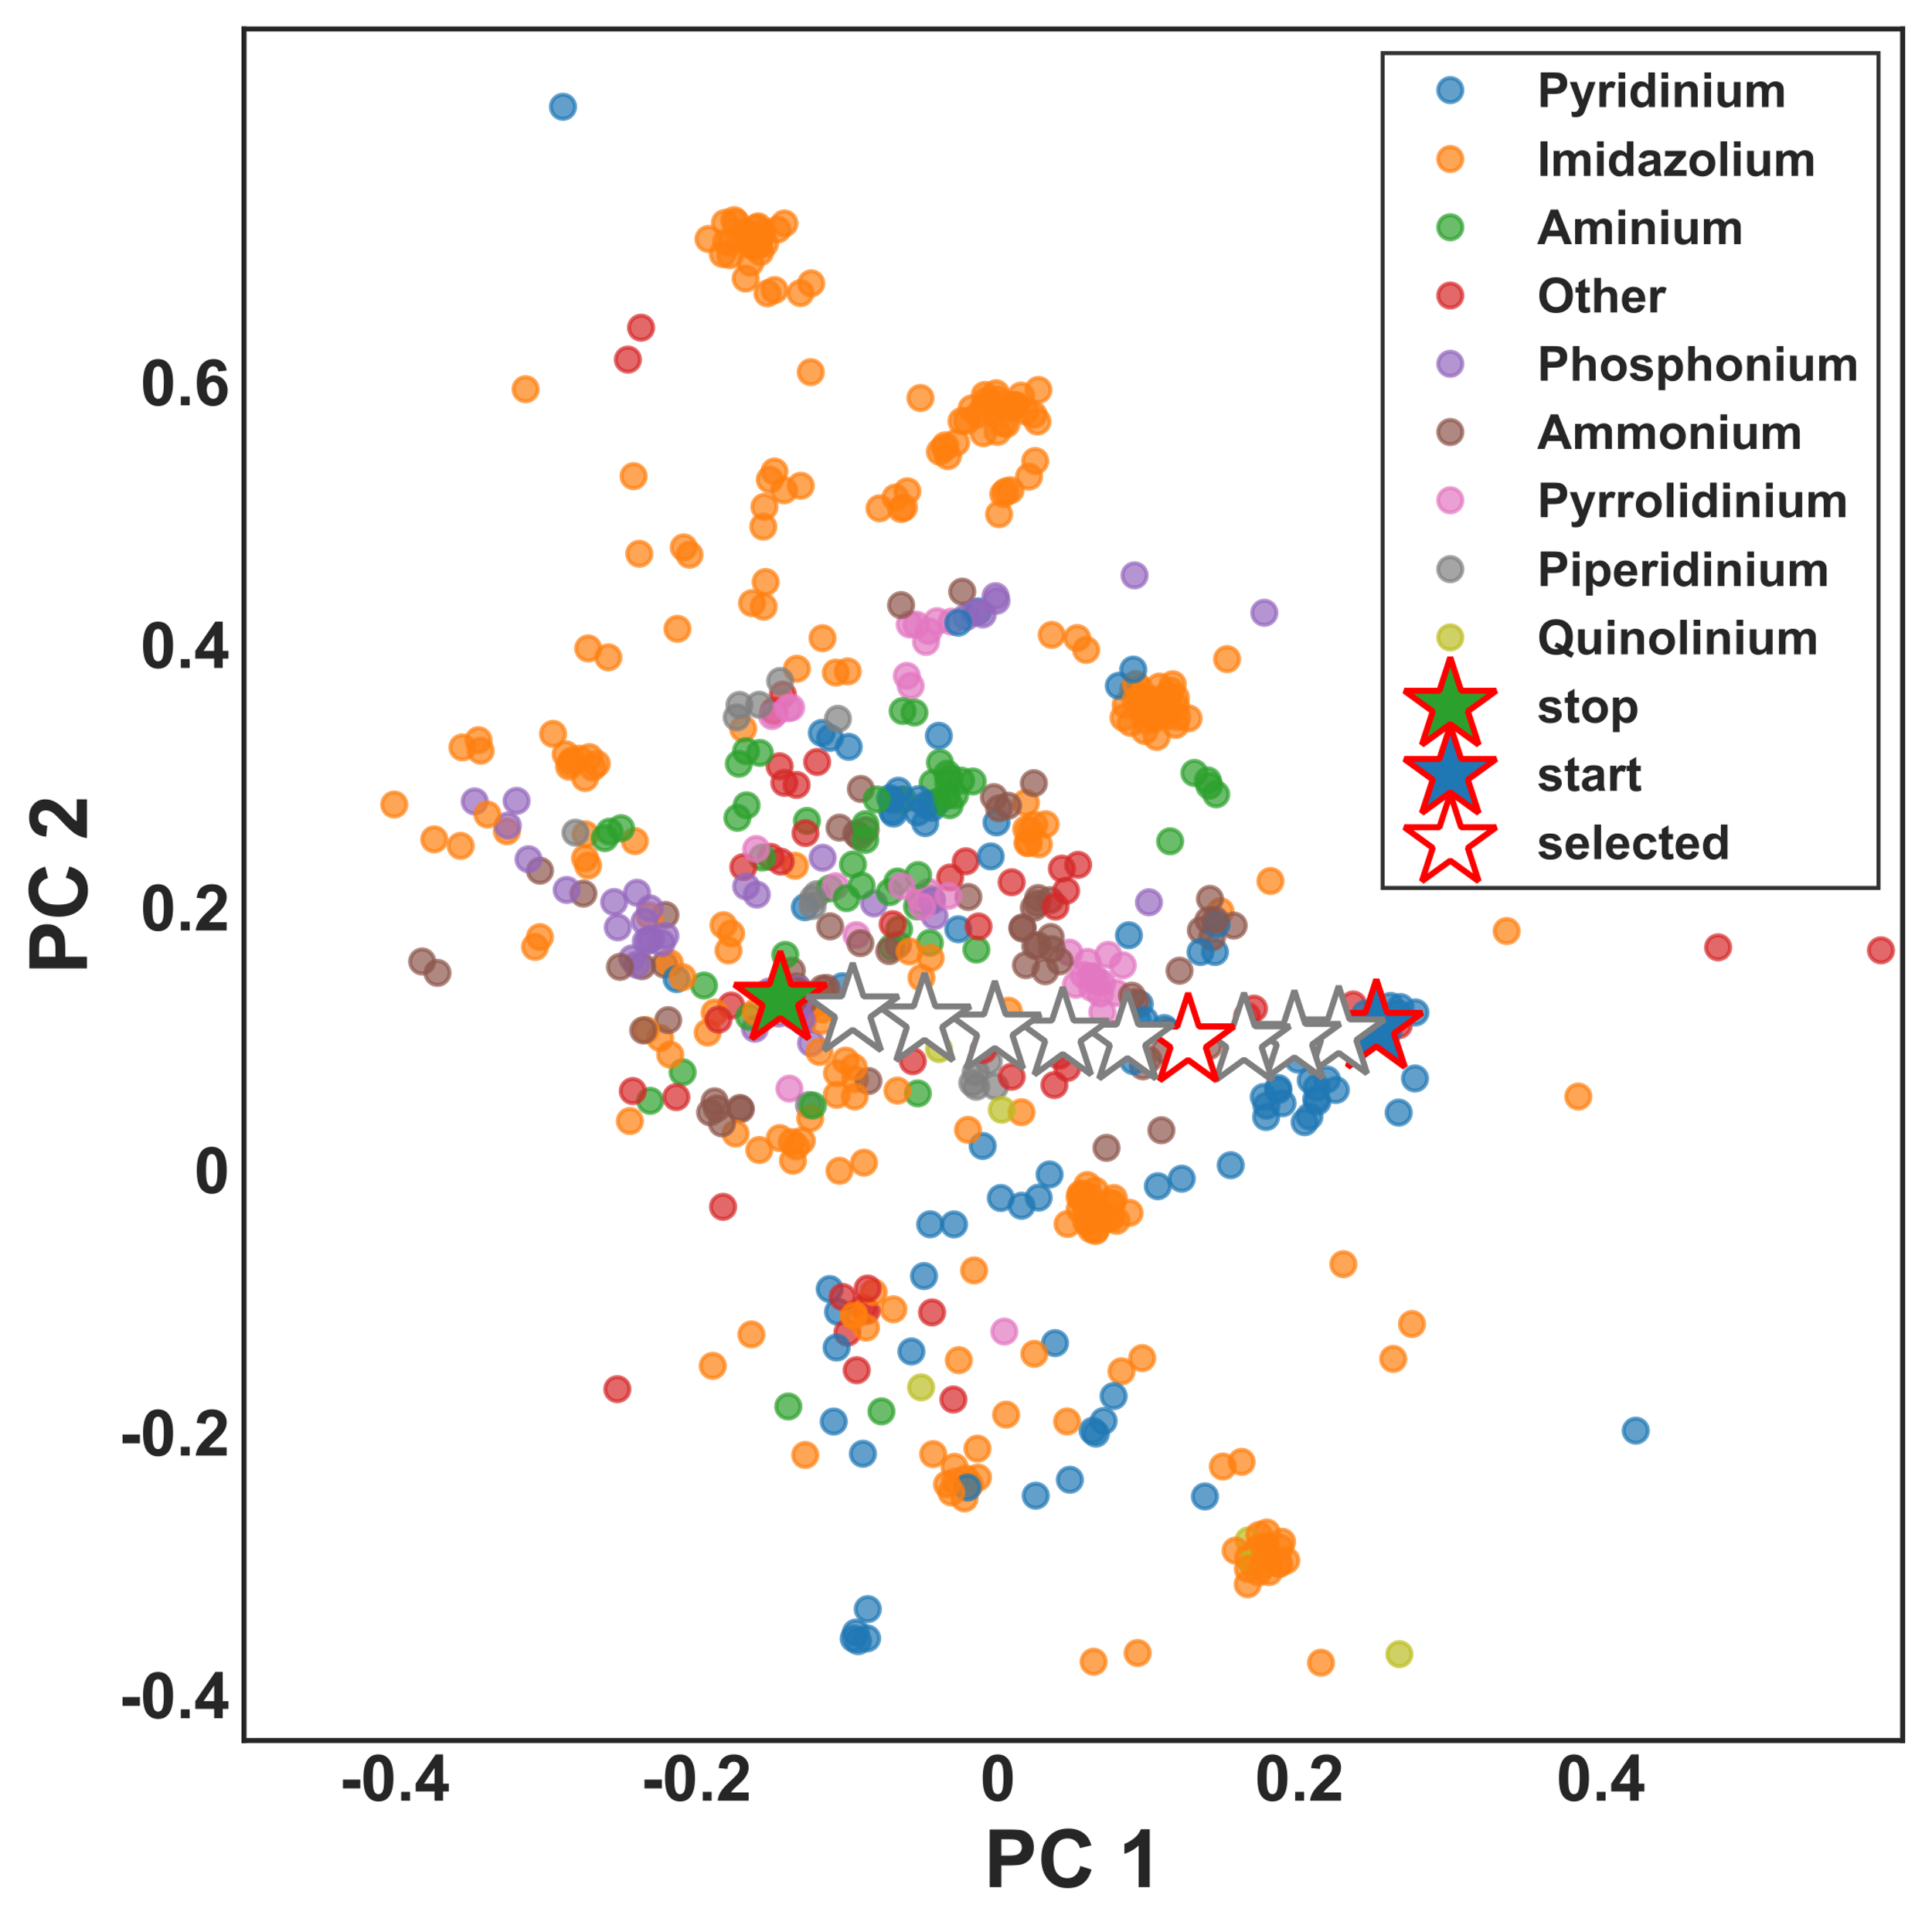 Pyridinium
Imidazolium
Aminium
Other
Phosphonium
Ammonium
Pyrrolidinium
Piperidinium
Quinolinium
stop
start
selected
0.6
0.4
0.2
0
-0.2
-0.4
PC 2
-0.4
-0.2
0
0.2
0.4
PC 1